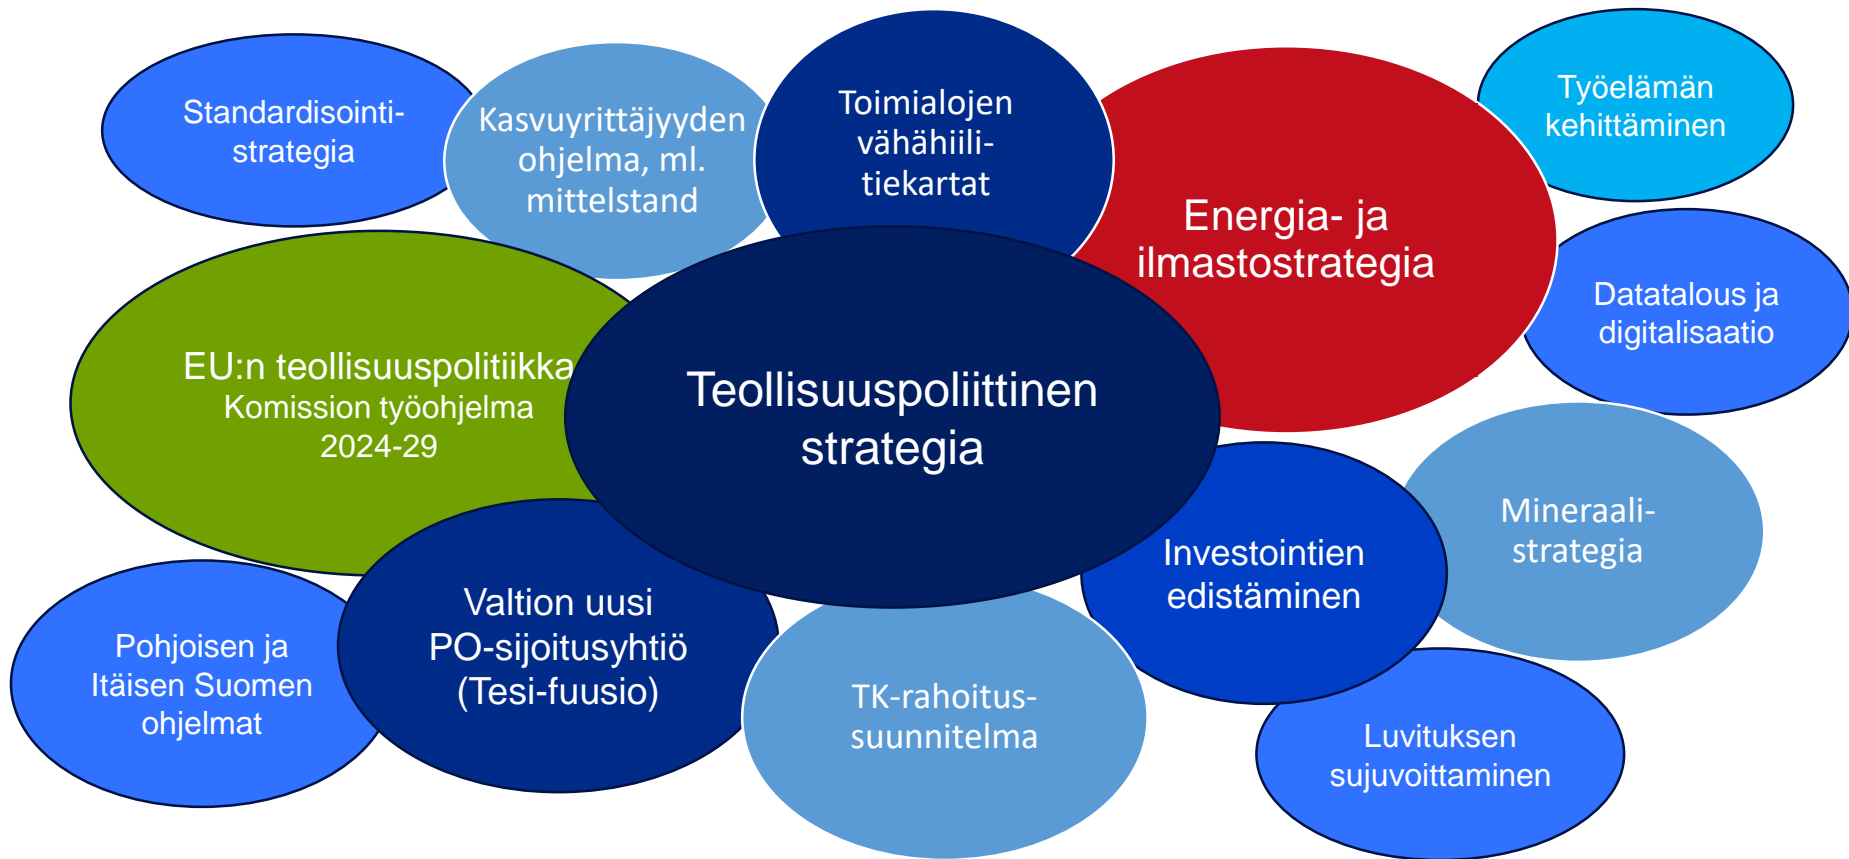 Standardisointi-
strategia
Kasvuyrittäjyyden
ohjelma, ml.
mittelstand
Toimialojen
vähähiili-
tiekartat
Energia- ja
ilmastostrategia
Työelämän
kehittäminen
Datatalous ja
digitalisaatio
EU:n teollisuuspolitiikka
Komission työohjelma
2024-29
Teollisuuspoliittinen
strategia
Mineraali-
strategia
Investointien
edistäminen
Valtion uusi
PO-sijoitusyhtiö
(Tesi-fuusio)
Pohjoisen ja
Itäisen Suomen
ohjelmat
TK-rahoitus-
suunnitelma
Luvituksen
sujuvoittaminen